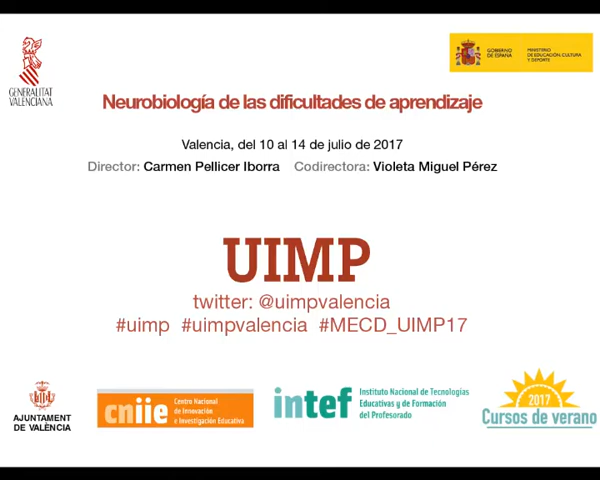 GENERALITAT
VALENCIANA
GOBIERNO
DE ESPAÑA
MINISTERIO
DE EDUCACIÓN, CULTURA
Y DEPORTE
Neurobiología de las dificultades de aprendizaje
Valencia, del 10 al 14 de julio de 2017
Director: Carmen Pellicer Iborra Codirectora: Violeta Miguel Pérez
UIMP
twitter: @uimpvalencia
#uimp #uimpvalencia #MECD_UIMP17
AJUNTAMENT
DE VALÈNCIA
cniie
Centro Nacional
de Innovación
e Investigación Educativa
intef
Instituto Nacional de Tecnologías
Educativas y de Formación
del Profesorado
2017
Cursos de verano